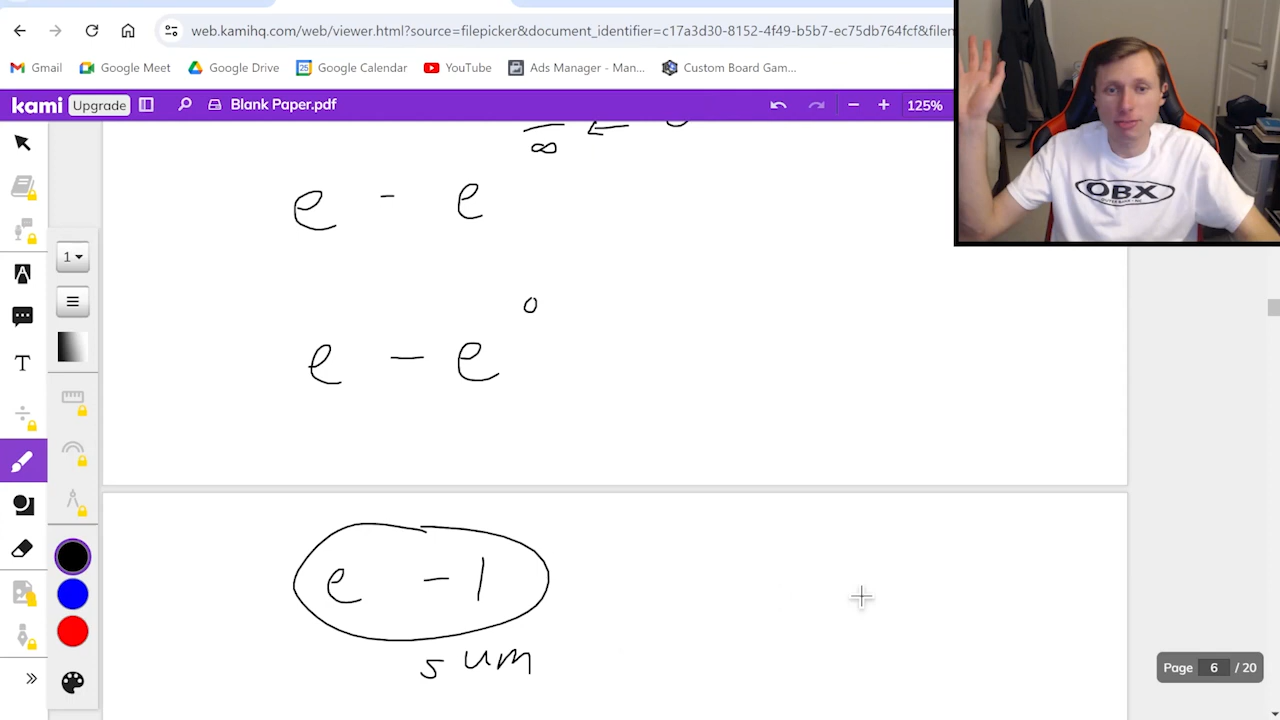 web.kamihq.com/web/viewer.html?source=filepicker&document_identifier=c17a3d30-8152-4f49-b5b7-ec75db764fcf&filen
Gmail Google Meet Google Drive 31 Google Calendar YouTube Ads Manager - Man... Custom Board Gam...
kami Upgrade Blank Paper.pdf 125%
OBX
∞ ←
e - e
1
0
e - e
T
e - 1
sum
Page 6 / 20